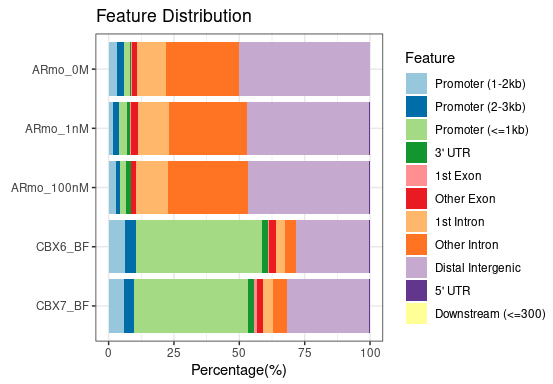 Feature Distribution
ARmo_0M
ARmo_1nM
ARmo_100nM
CBX6_BF
CBX7_BF
0 25 50 75 100
Percentage(%)
Feature
Promoter (1-2kb)
Promoter (2-3kb)
Promoter (<=1kb)
3' UTR
1st Exon
Other Exon
1st Intron
Other Intron
Distal Intergenic
5' UTR
Downstream (<=300)